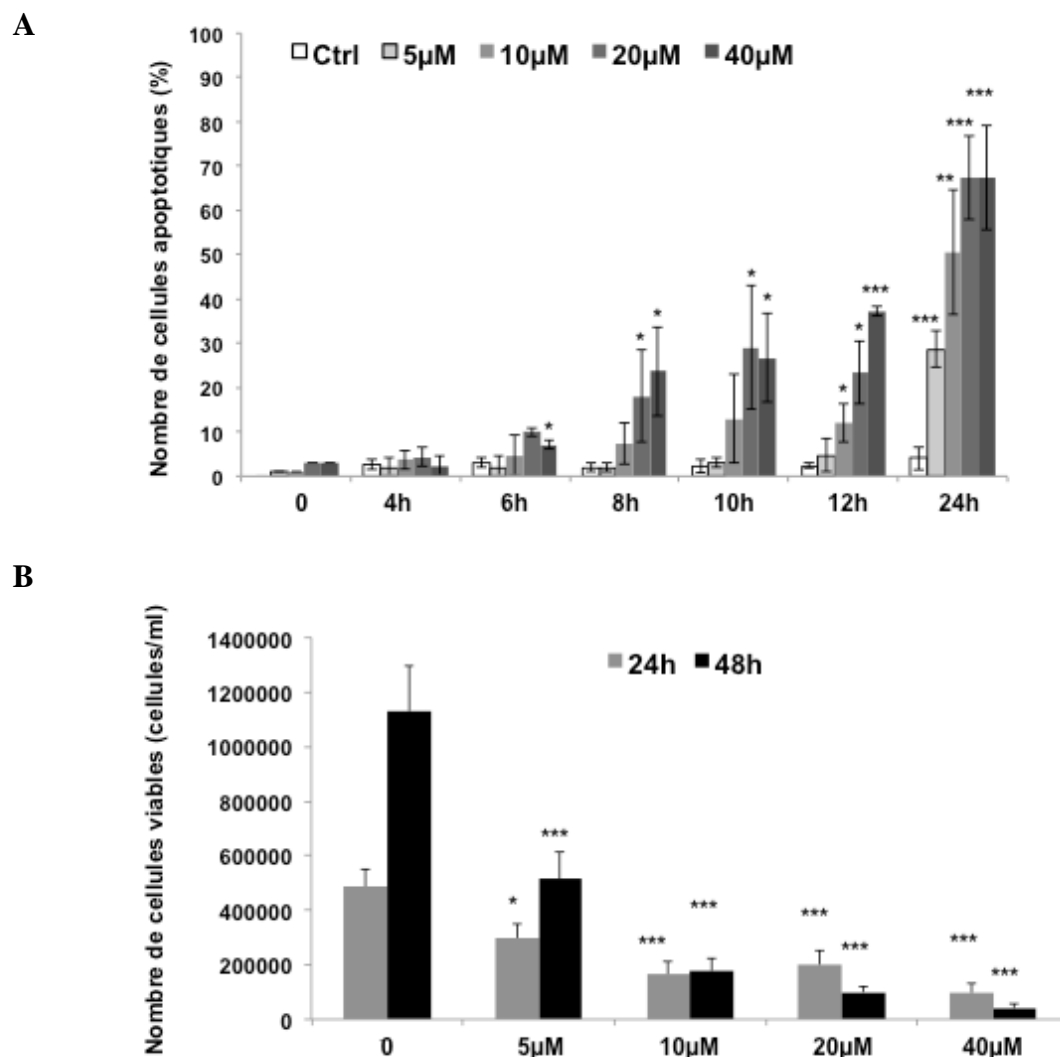 A
Nombre de cellules apoptotiques (%)
Ctrl 5µM 10µM 20µM 40µM
100
90
80
70
60
50
40
30
20
10
0
*
* *
* *
* * ***
*** ** *** ***
0 4h 6h 8h 10h 12h 24h
B
Nombre de cellules viables (cellules/ml)
24h 48h
1400000
1200000
1000000
800000
600000
400000
200000
0
* ***
*** ***
*** ***
*** ***
0 5µM 10µM 20µM 40µM